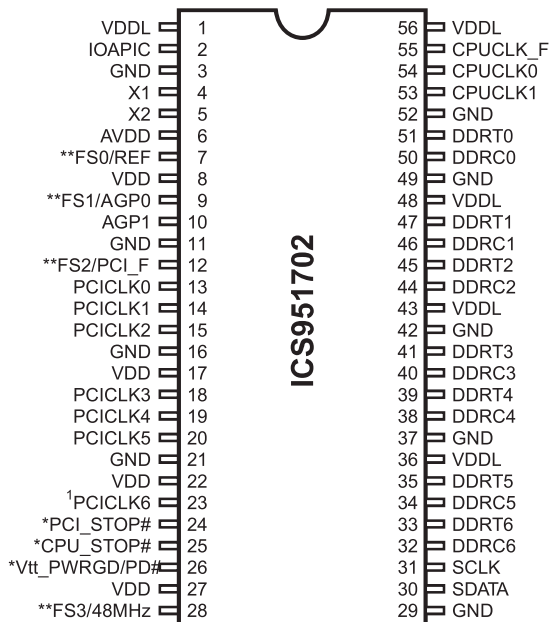 VDDL 1 56 VDDL
IOAPIC 2 55 CPUCLK_F
GND 3 54 CPUCLK0
X1 4 53 CPUCLK1
X2 5 52 GND
AVDD 6 51 DDRT0
**FS0/REF 7 50 DDRC0
VDD 8 49 GND
**FS1/AGP0 9 48 VDDL
AGP1 10 47 DDRT1
GND 11 46 DDRC1
**FS2/PCI_F 12 45 DDRT2
PCICLK0 13 44 DDRC2
PCICLK1 14 43 VDDL
PCICLK2 15 42 GND
GND 16 41 DDRT3
VDD 17 40 DDRC3
PCICLK3 18 39 DDRT4
PCICLK4 19 38 DDRC4
PCICLK5 20 37 GND
GND 21 36 VDDL
VDD 22 35 DDRT5
1PCICLK6 23 34 DDRC5
*PCI_STOP# 24 33 DDRT6
*CPU_STOP# 25 32 DDRC6
*Vtt_PWRGD/PD# 26 31 SCLK
VDD 27 30 SDATA
**FS3/48MHz 28 29 GND
ICS951702